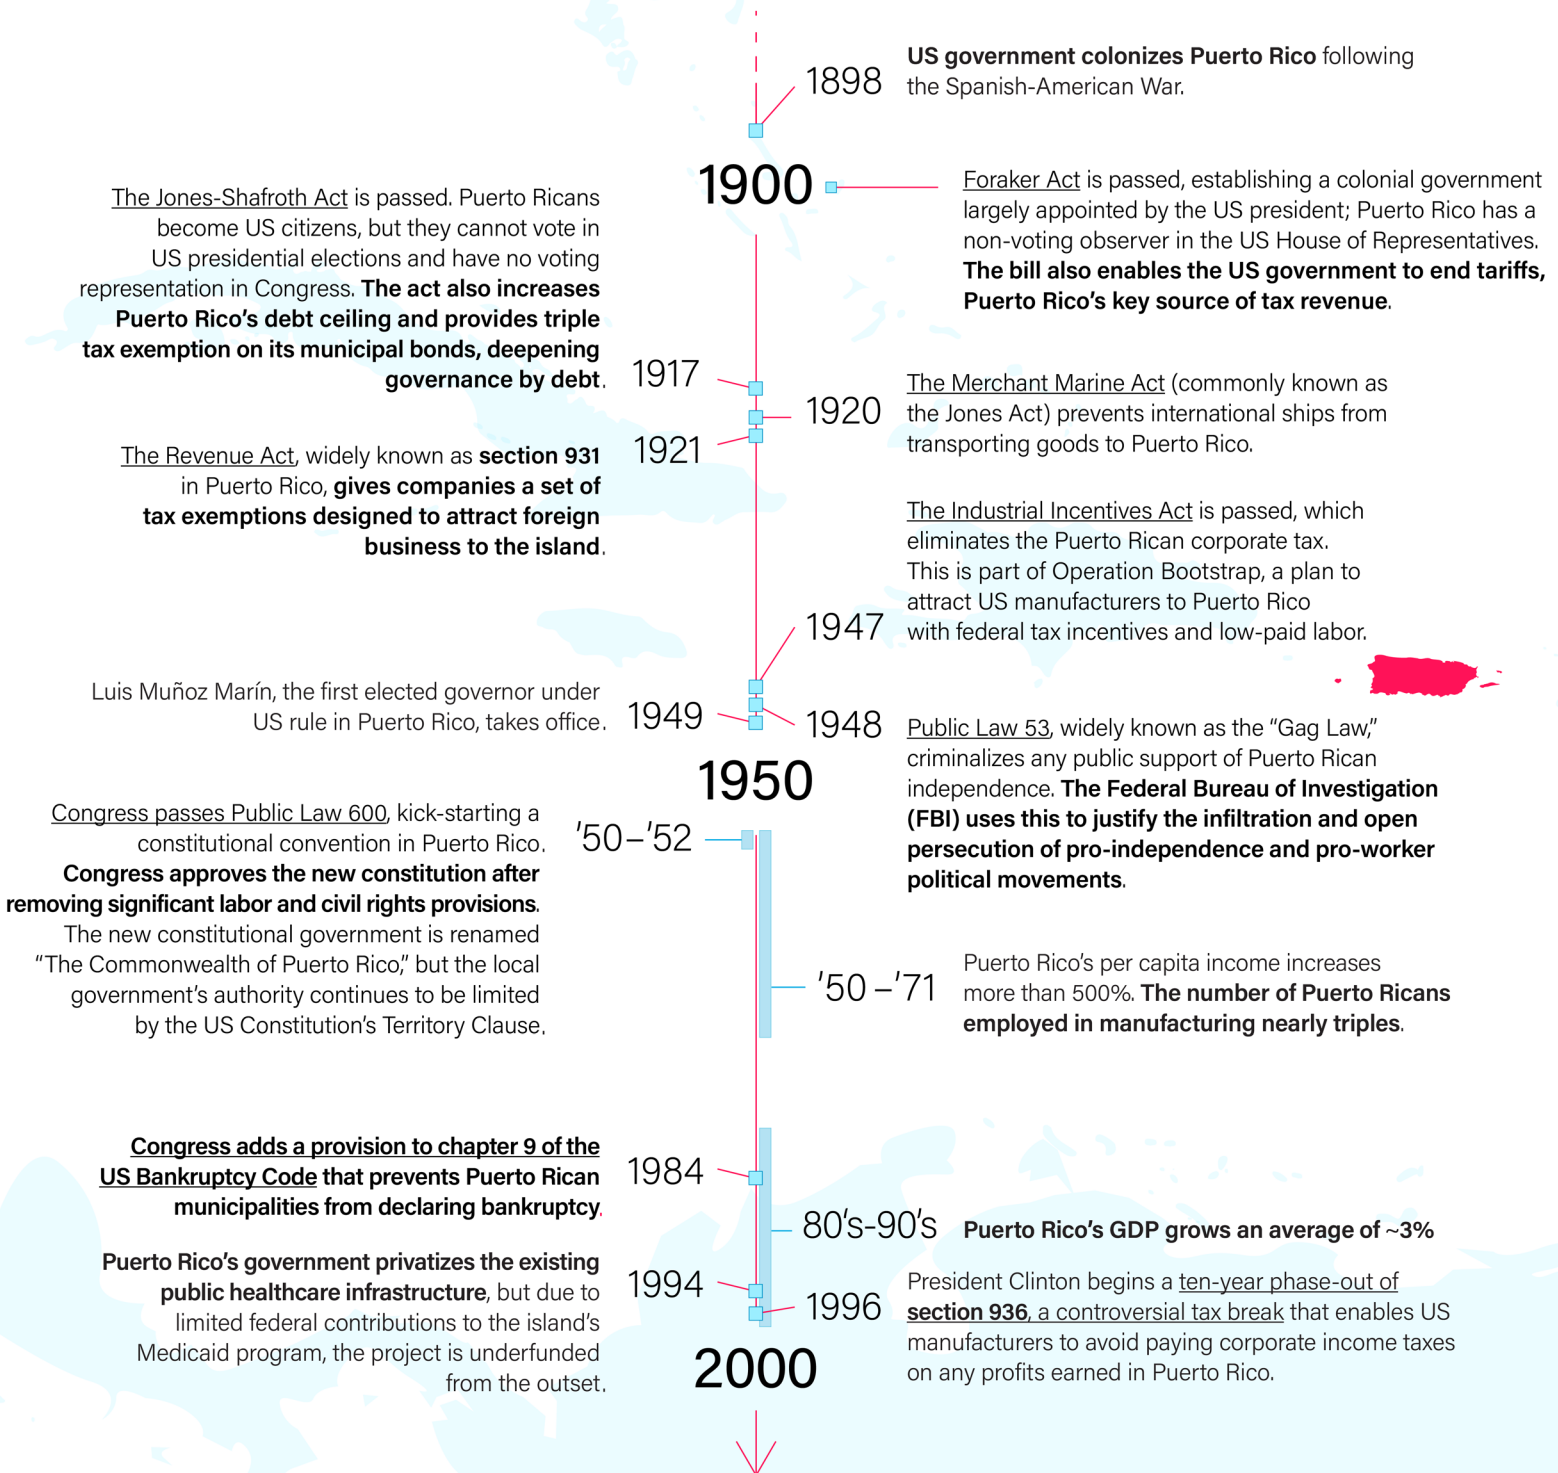 1898
US government colonizes Puerto Rico following
the Spanish-American War.
1900
Foraker Act is passed, establishing a colonial government
largely appointed by the US president; Puerto Rico has a
non-voting observer in the US House of Representatives.
The bill also enables the US government to end tariffs,
Puerto Rico’s key source of tax revenue.
The Jones-Shafroth Act is passed. Puerto Ricans
become US citizens, but they cannot vote in
US presidential elections and have no voting
representation in Congress. The act also increases
Puerto Rico’s debt ceiling and provides triple
tax exemption on its municipal bonds, deepening
governance by debt.
1917
1920
The Merchant Marine Act (commonly known as
the Jones Act) prevents international ships from
transporting goods to Puerto Rico.
1921
The Revenue Act, widely known as section 931
in Puerto Rico, gives companies a set of
tax exemptions designed to attract foreign
business to the island.
1947
The Industrial Incentives Act is passed, which
eliminates the Puerto Rican corporate tax.
This is part of Operation Bootstrap, a plan to
attract US manufacturers to Puerto Rico
with federal tax incentives and low-paid labor.
Luis Muñoz Marín, the first elected governor under
US rule in Puerto Rico, takes office.
1949
1948
Public Law 53, widely known as the “Gag Law,”
criminalizes any public support of Puerto Rican
independence. The Federal Bureau of Investigation
(FBI) uses this to justify the infiltration and open
persecution of pro-independence and pro-worker
political movements.
1950
Congress passes Public Law 600, kick-starting a
constitutional convention in Puerto Rico.
Congress approves the new constitution after
removing significant labor and civil rights provisions.
The new constitutional government is renamed
“The Commonwealth of Puerto Rico,” but the local
government’s authority continues to be limited
by the US Constitution’s Territory Clause.
’50–’52
’50–’71
Puerto Rico’s per capita income increases
more than 500%. The number of Puerto Ricans
employed in manufacturing nearly triples.
Congress adds a provision to chapter 9 of the
US Bankruptcy Code that prevents Puerto Rican
municipalities from declaring bankruptcy.
1984
80’s-90’s
Puerto Rico’s GDP grows an average of ~3%
Puerto Rico’s government privatizes the existing
public healthcare infrastructure, but due to
limited federal contributions to the island’s
Medicaid program, the project is underfunded
from the outset.
1994
1996
President Clinton begins a ten-year phase-out of
section 936, a controversial tax break that enables US
manufacturers to avoid paying corporate income taxes
on any profits earned in Puerto Rico.
2000